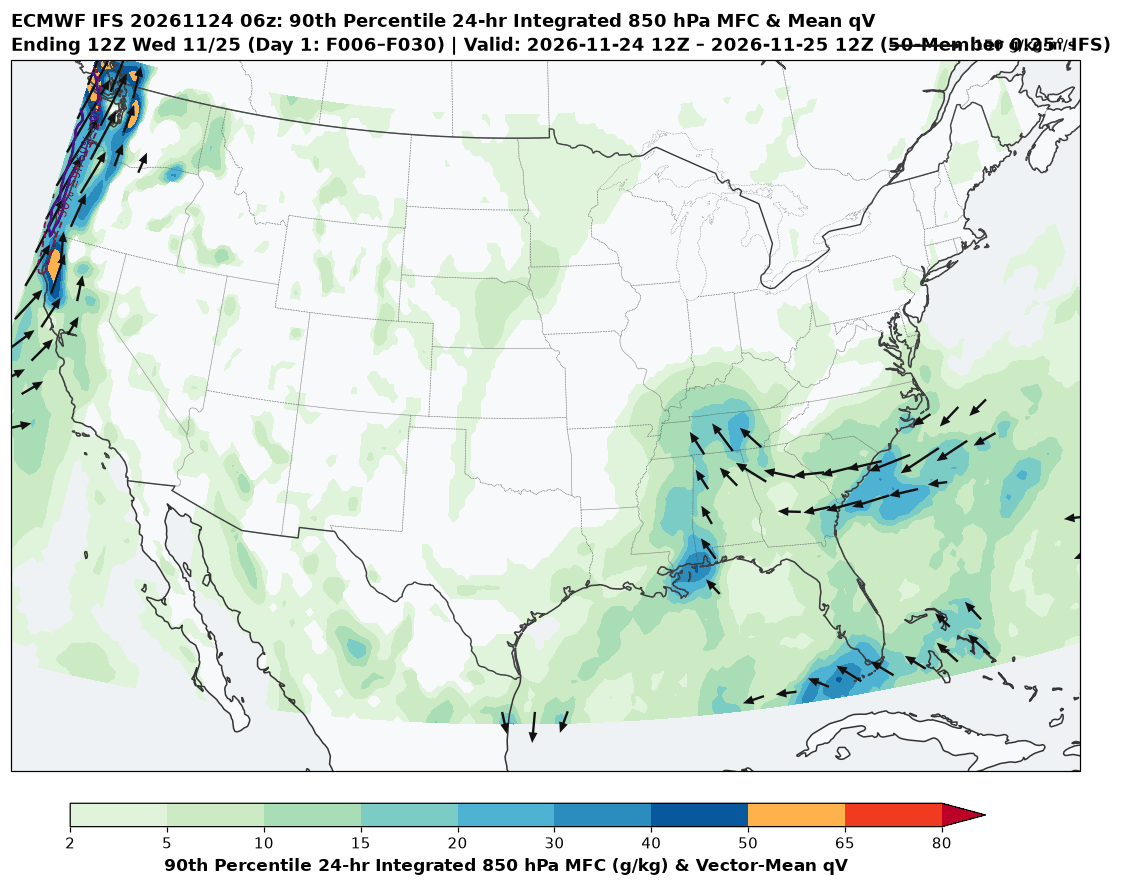 ECMWF IFS 20261124 06z: 90th Percentile 24-hr Integrated 850 hPa MFC & Mean qV
Ending 12Z Wed 11/25 (Day 1: F006–F030) | Valid: 2026-11-24 12Z – 2026-11-25 12Z (50-Member 0.25° IFS)
2 5 10 15 20 30 40 50 65 80
90th Percentile 24-hr Integrated 850 hPa MFC (g/kg) & Vector-Mean qV